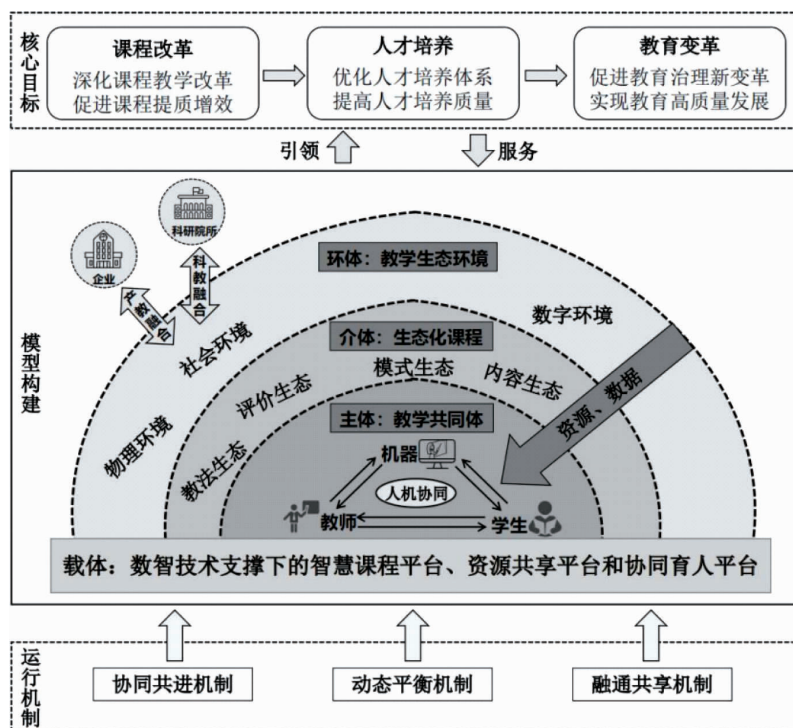 核心目标
课程改革
深化课程教学改革
促进课程提质增效
人才培养
优化人才培养体系
提高人才培养质量
教育变革
促进教育治理新变革
实现教育高质量发展
引领
服务
模型构建
科研院所
企业
科教融合
产教融合
环体：教学生态环境
数字环境
社会环境
物理环境
介体：生态化课程
模式生态
内容生态
评价生态
教法生态
资源、数据
主体：教学共同体
机器
人机协同
教师
学生
载体：数智技术支撑下的智慧课程平台、资源共享平台和协同育人平台
运行机制
协同共进机制
动态平衡机制
融通共享机制